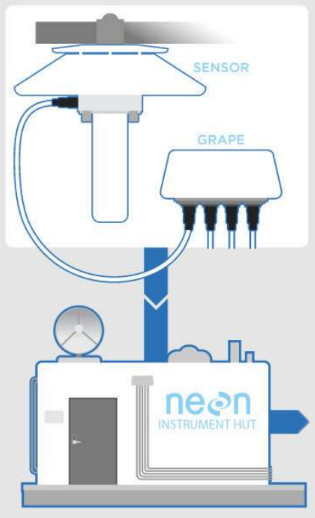 SENSOR
GRAPE
neon
INSTRUMENT HUT